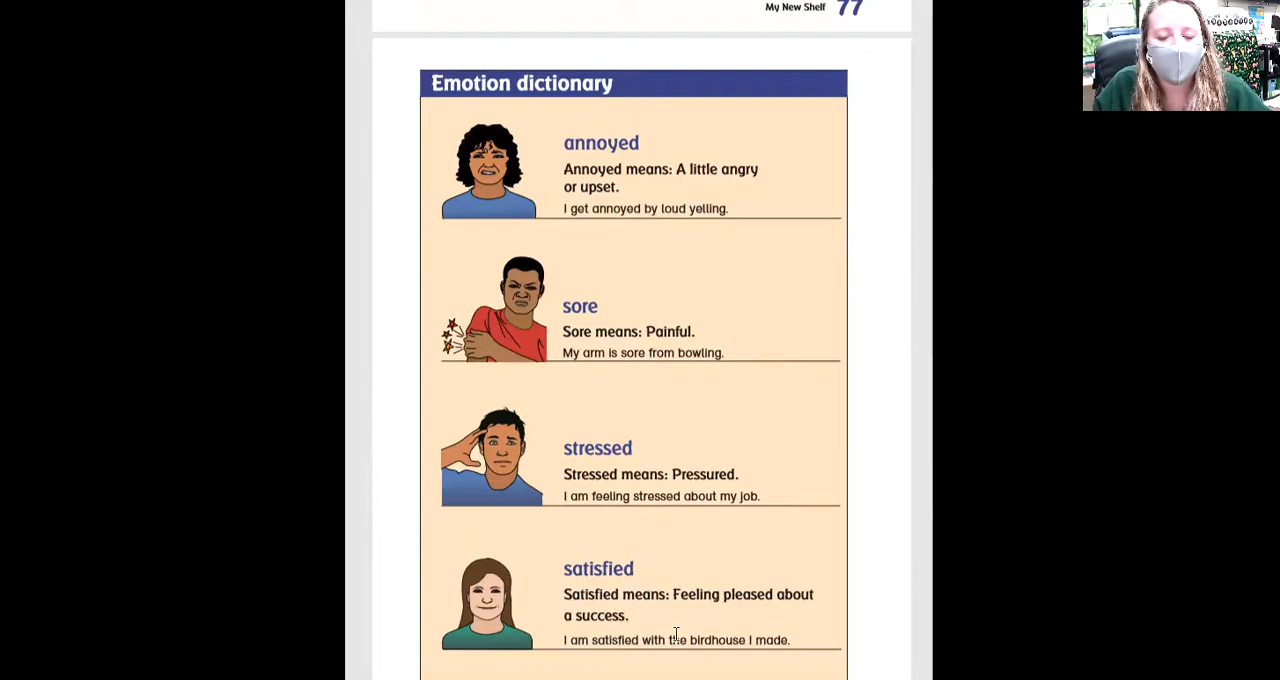 My New Shelf 77
Emotion dictionary
annoyed
Annoyed means: A little angry
or upset.
I get annoyed by loud yelling.
sore
Sore means: Painful.
My arm is sore from bowling.
stressed
Stressed means: Pressured.
I am feeling stressed about my job.
satisfied
Satisfied means: Feeling pleased about
a success.
I am satisfied with the birdhouse I made.